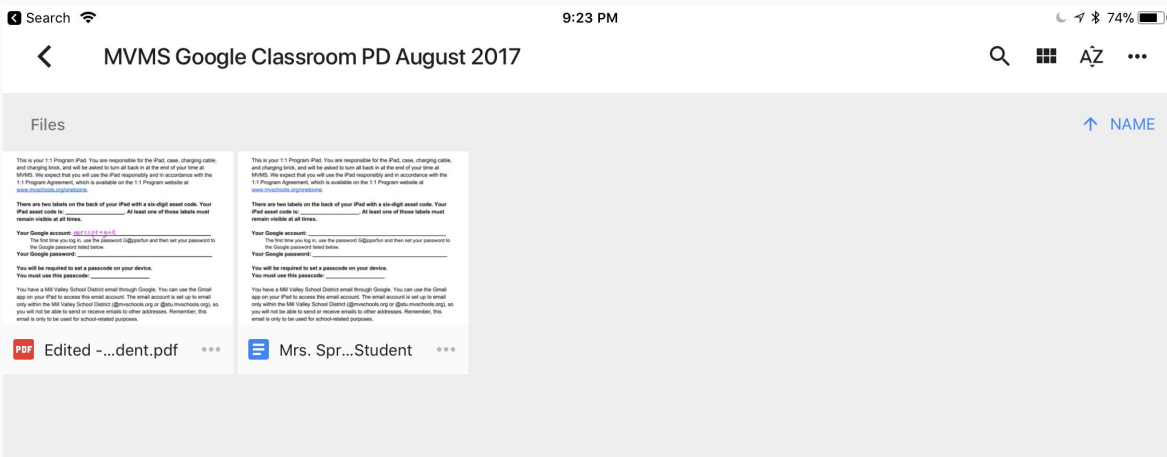 Search
9:23 PM
74%
MVMS Google Classroom PD August 2017
AZ
Files
NAME
This is your 1:1 Program iPad. You are responsible for the iPad, case, charging cable,
and charging brick, and will be asked to turn all back in at the end of your time at
MVMS. We expect that you will use the iPad responsibly and in accordance with the
1:1 Program Agreement, which is available on the 1:1 Program website at
www.mvschools.org/onetoone.
There are two labels on the back of your iPad with a six-digit asset code. Your
iPad asset code is: ________________. At least one of those labels must
remain visible at all times.
Your Google account: mrssprague
The first time you log in, use the password G@ppsrfun and then set your password to
the Google password listed below.
Your Google password: ________________
You will be required to set a passcode on your device.
You must use this passcode: ________________
You have a Mill Valley School District email through Google. You can use the Gmail
app on your iPad to access this email account. The email account is set up to email
only within the Mill Valley School District (@mvschools.org or @stu.mvschools.org), so
you will not be able to send or receive emails to other addresses. Remember, this
email is only to be used for school-related purposes.
PDF
Edited -...dent.pdf
This is your 1:1 Program iPad. You are responsible for the iPad, case, charging cable,
and charging brick, and will be asked to turn all back in at the end of your time at
MVMS. We expect that you will use the iPad responsibly and in accordance with the
1:1 Program Agreement, which is available on the 1:1 Program website at
www.mvschools.org/onetoone.
There are two labels on the back of your iPad with a six-digit asset code. Your
iPad asset code is: ________________. At least one of those labels must
remain visible at all times.
Your Google account: ________________
The first time you log in, use the password G@ppsrfun and then set your password to
the Google password listed below.
Your Google password: ________________
You will be required to set a passcode on your device.
You must use this passcode: ________________
You have a Mill Valley School District email through Google. You can use the Gmail
app on your iPad to access this email account. The email account is set up to email
only within the Mill Valley School District (@mvschools.org or @stu.mvschools.org), so
you will not be able to send or receive emails to other addresses. Remember, this
email is only to be used for school-related purposes.
Mrs. Spr...Student